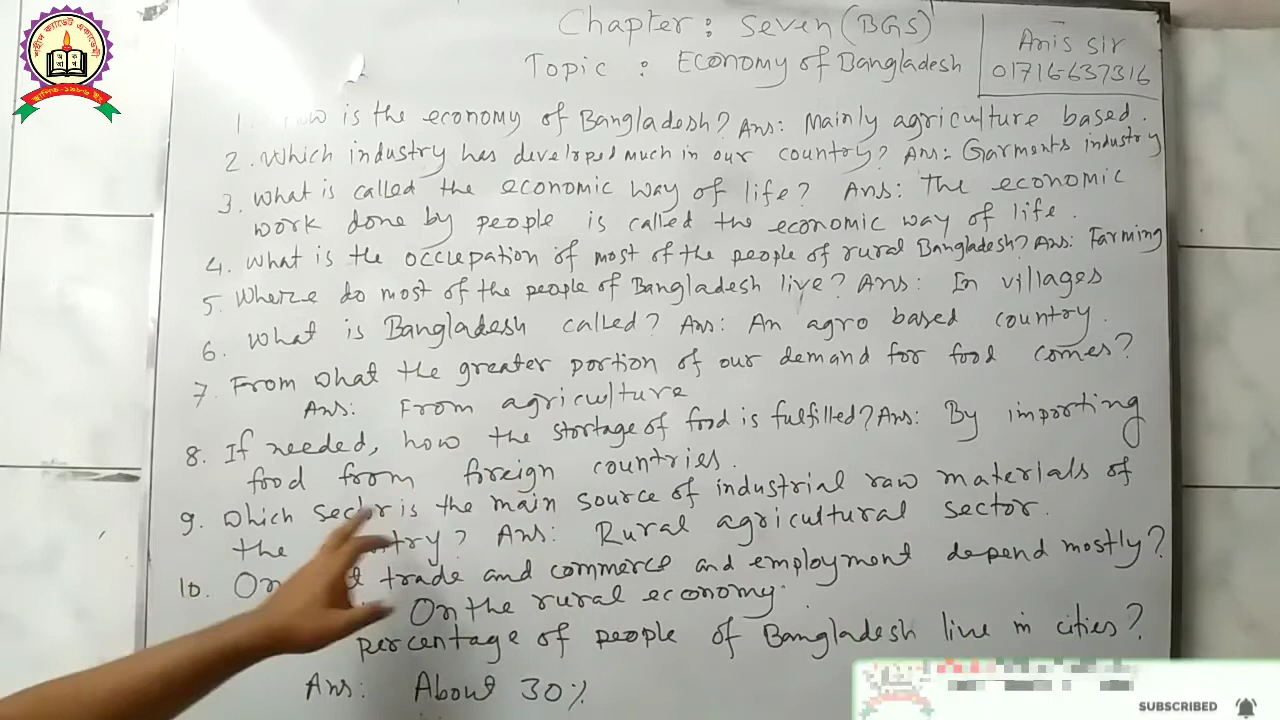 শহীদ ক্যাডেট একাডেমী
Chapter: Seven (BGS)
Topic : Economy of Bangladesh
Anis Sir
01716-637316
1. is the economy of Bangladesh? Ans: Mainly agriculture based.
2. Which industry has developed much in our country? Ans: Garments industry
3. What is called the economic way of life? Ans: The economic
work done by people is called the economic way of life.
4. What is the occupation of most of the people of rural Bangladesh? Ans: Farming
5. Where do most of the people of Bangladesh live? Ans: In villages
6. What is Bangladesh called? Ans: An agro based country.
7. From what the greater portion of our demand for food comes?
Ans: From agriculture
8. If needed, how the stortage of food is fulfilled? Ans: By importing
food from foreign countries.
9. Which sector is the main source of industrial raw materials of
the ? Ans: Rural agricultural sector.
10. On trade and commerce and employment depend mostly?
On the rural economy.
percentage of people of Bangladesh live in cities?
Ans: About 30%
SUBSCRIBED